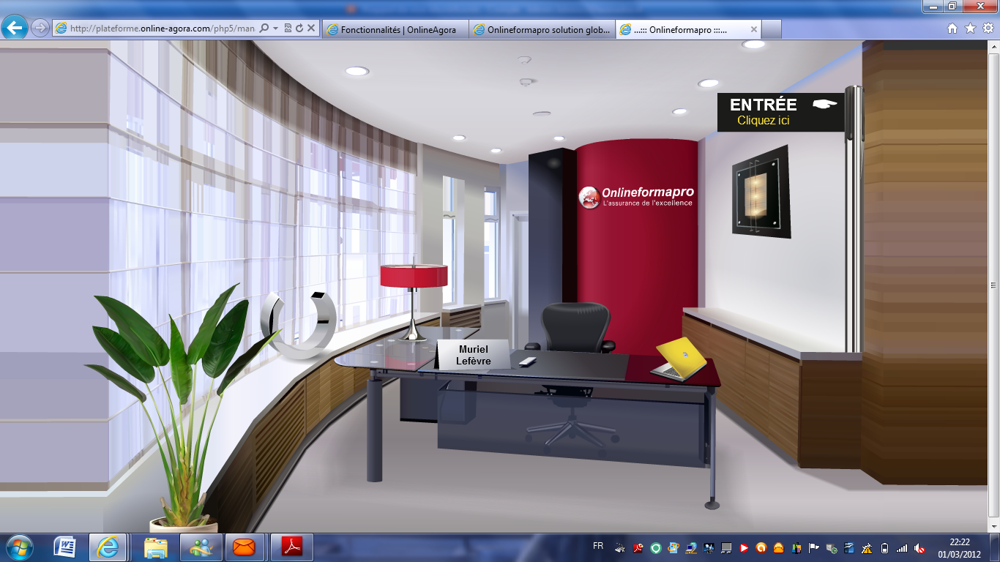 http://plateforme.online-agora.com/php5/man
Fonctionnalités | OnlineAgora
Onlineformapro solution glob...
...::: Onlineformapro :::...
ENTRÉE
Cliquez ici
Onlineformapro
L'assurance de l'excellence
Muriel
Lefèvre
FR
22:22
01/03/2012